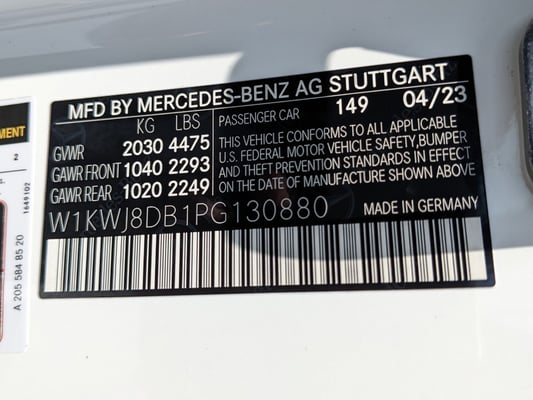 MFD BY MERCEDES-BENZ AG STUTTGART
KG LBS
PASSENGER CAR 149 04/23
GVWR 2030 4475
GAWR FRONT 1040 2293
GAWR REAR 1020 2249
THIS VEHICLE CONFORMS TO ALL APPLICABLE
U.S. FEDERAL MOTOR VEHICLE SAFETY, BUMPER
AND THEFT PREVENTION STANDARDS IN EFFECT
ON THE DATE OF MANUFACTURE SHOWN ABOVE
W1KWJ8DB1PG130880
MADE IN GERMANY
2
1649102
A 205 584 85 20